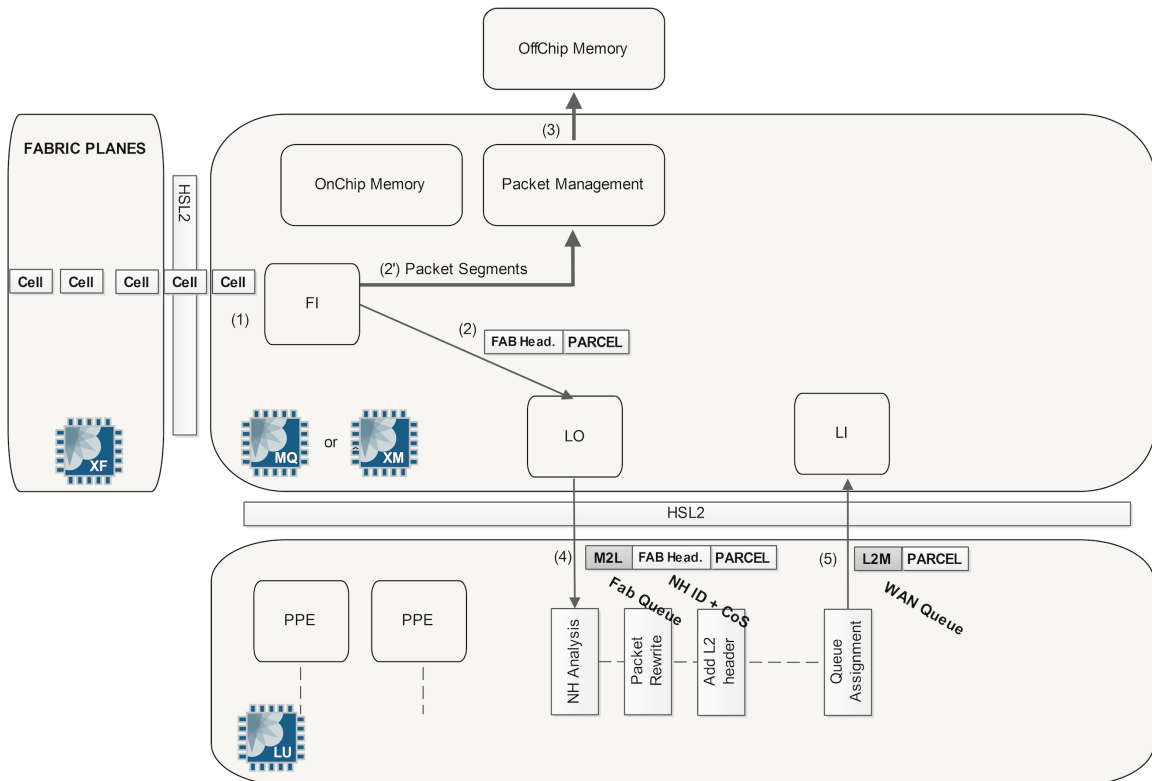 OffChip Memory
(3)
FABRIC PLANES
HSL2
OnChip Memory
Packet Management
(2') Packet Segments
Cell
Cell
Cell
Cell
Cell
FI
(1)
(2)
FAB Head.
PARCEL
LO
LI
XF
MQ
or
XM
HSL2
(4)
M2L
FAB Head.
PARCEL
(5)
L2M
PARCEL
Fab Queue
NH ID + CoS
WAN Queue
PPE
PPE
NH Analysis
Packet
Rewrite
Add L2
header
Queue
Assignment
LU